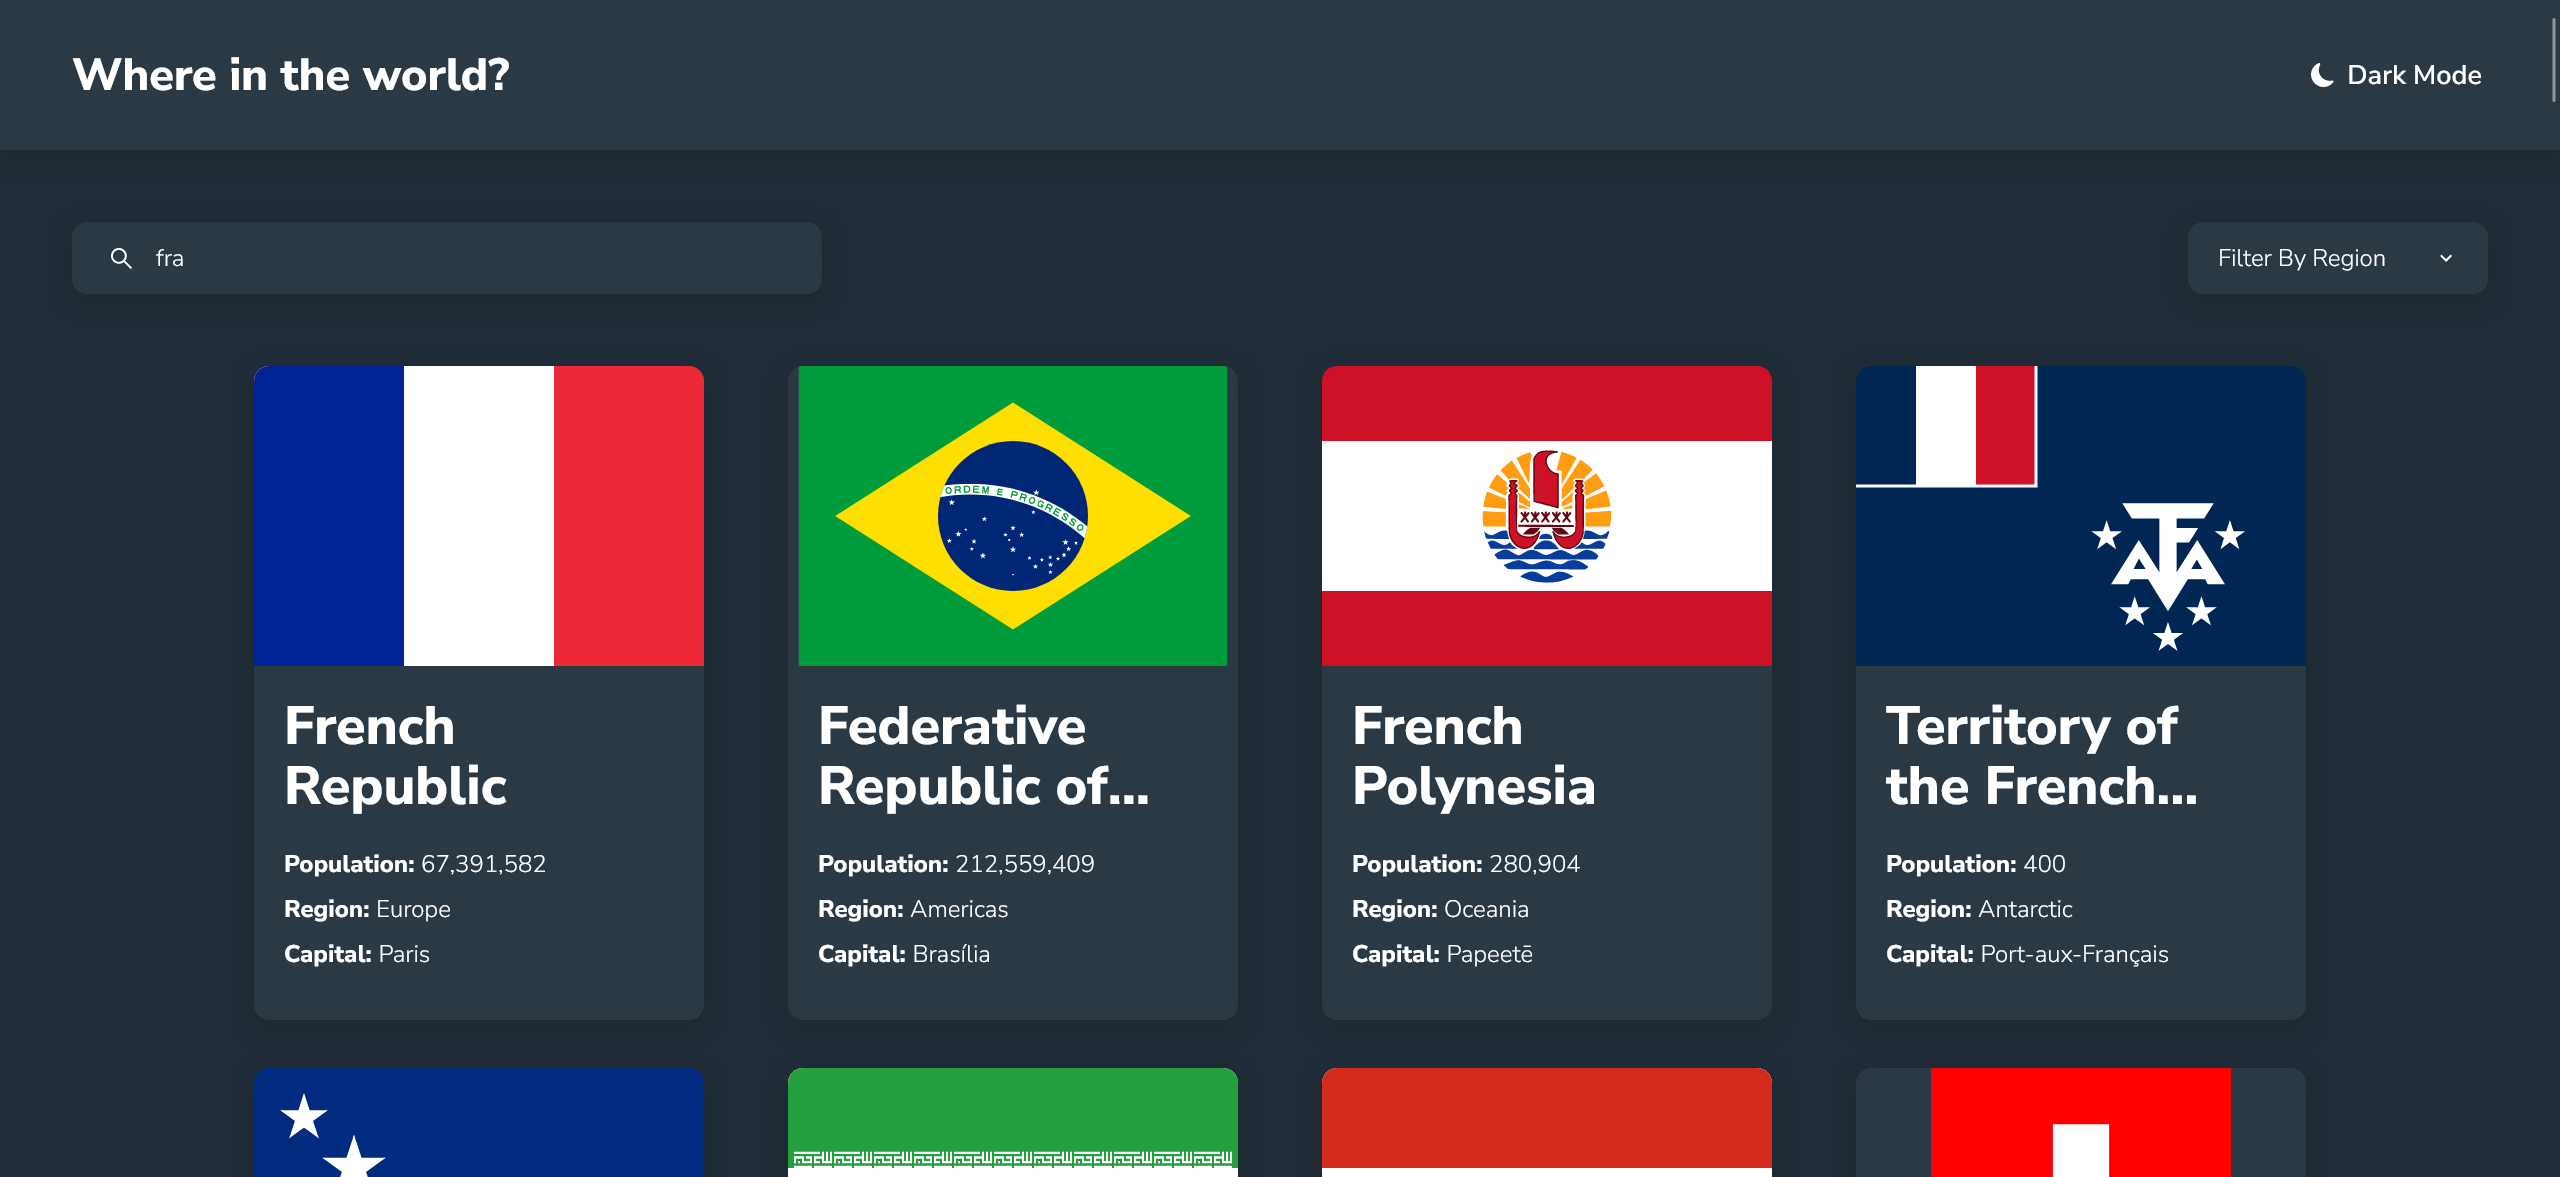 Where in the world?
Dark Mode
fra
Filter By Region
ORDEM E PROGRESSO
French
Republic
Population: 67,391,582
Region: Europe
Capital: Paris
Federative
Republic of...
Population: 212,559,409
Region: Americas
Capital: Brasília
French
Polynesia
Population: 280,904
Region: Oceania
Capital: Papeetē
TAAF
Territory of
the French...
Population: 400
Region: Antarctic
Capital: Port-aux-Français